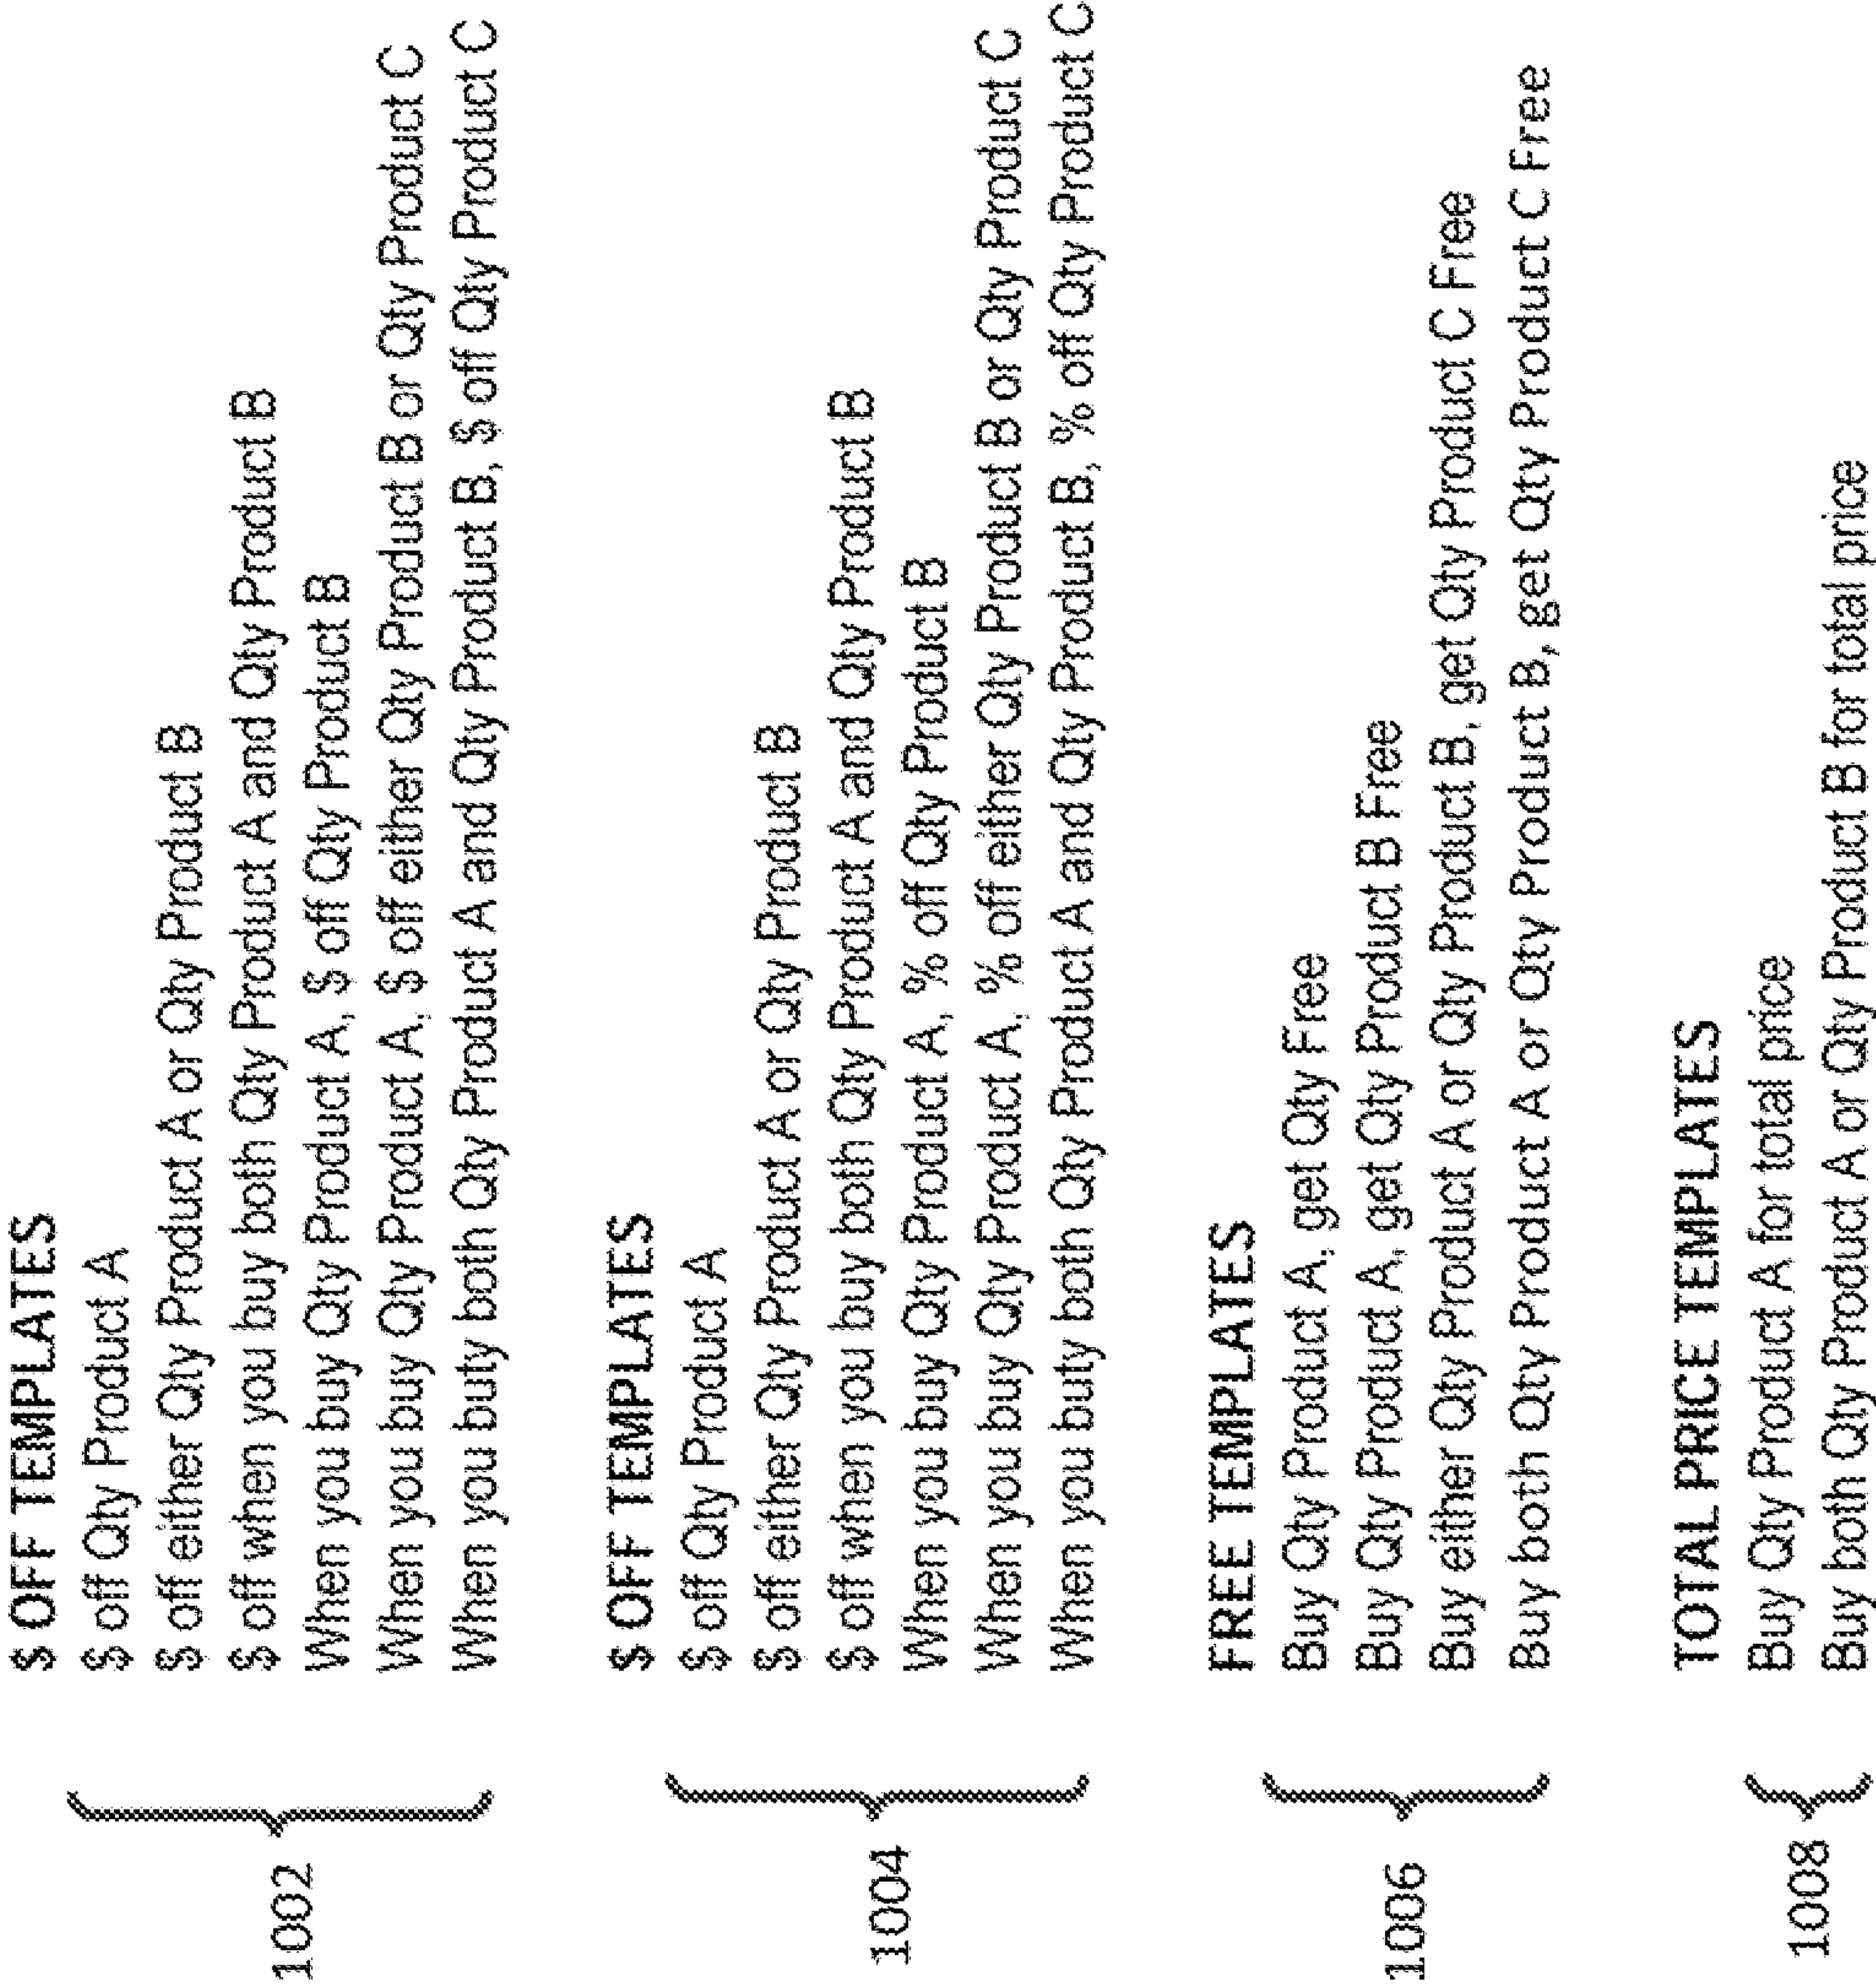 $ OFF TEMPLATES
$ off Qty Product A
$ off either Qty Product A or Qty Product B
$ off when you buy both Qty Product A and Qty Product B
When you buy Qty Product A, $ off Qty Product B
When you buy Qty Product A, $ off either Qty Product B or Qty Product C
When you buty both Qty Product A and Qty Product B, $ off Qty Product C
1002
$ OFF TEMPLATES
$ off Qty Product A
$ off either Qty Product A or Qty Product B
$ off when you buy both Qty Product A and Qty Product B
When you buy Qty Product A, % off Qty Product B
When you buy Qty Product A, % off either Qty Product B or Qty Product C
When you buty both Qty Product A and Qty Product B, % off Qty Product C
1004
FREE TEMPLATES
Buy Qty Product A, get Qty Free
Buy Qty Product A, get Qty Product B Free
Buy either Qty Product A or Qty Product B, get Qty Product C Free
Buy both Qty Product A or Qty Product B, get Qty Product C Free
1006
TOTAL PRICE TEMPLATES
Buy Qty Product A for total price
Buy both Qty Product A or Qty Product B for total price
1008